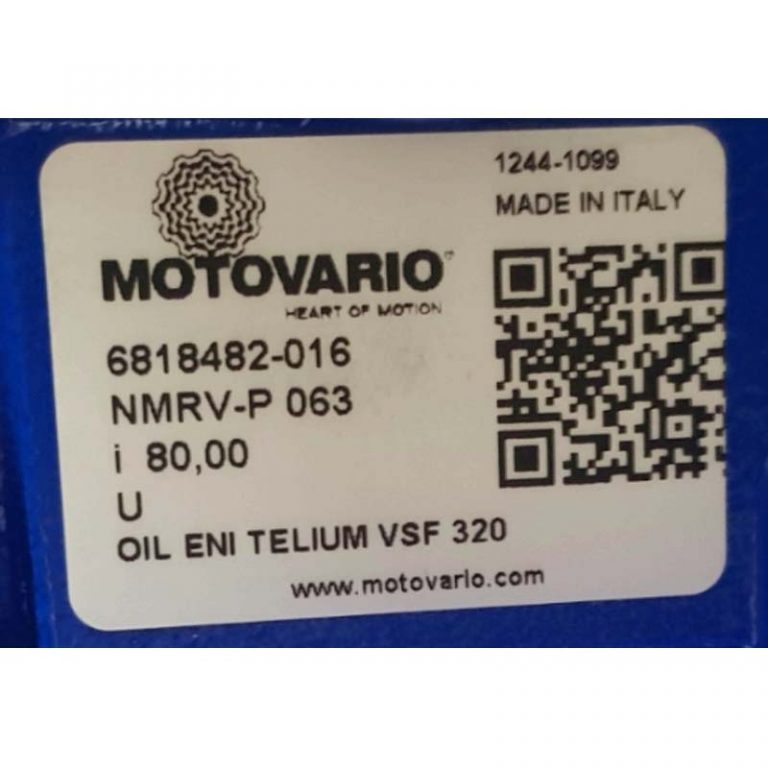 1244-1099
MADE IN ITALY
MOTOVARIO
HEART OF MOTION
6818482-016
NMRV-P 063
i 80,00
U
OIL ENI TELIUM VSF 320
www.motovario.com